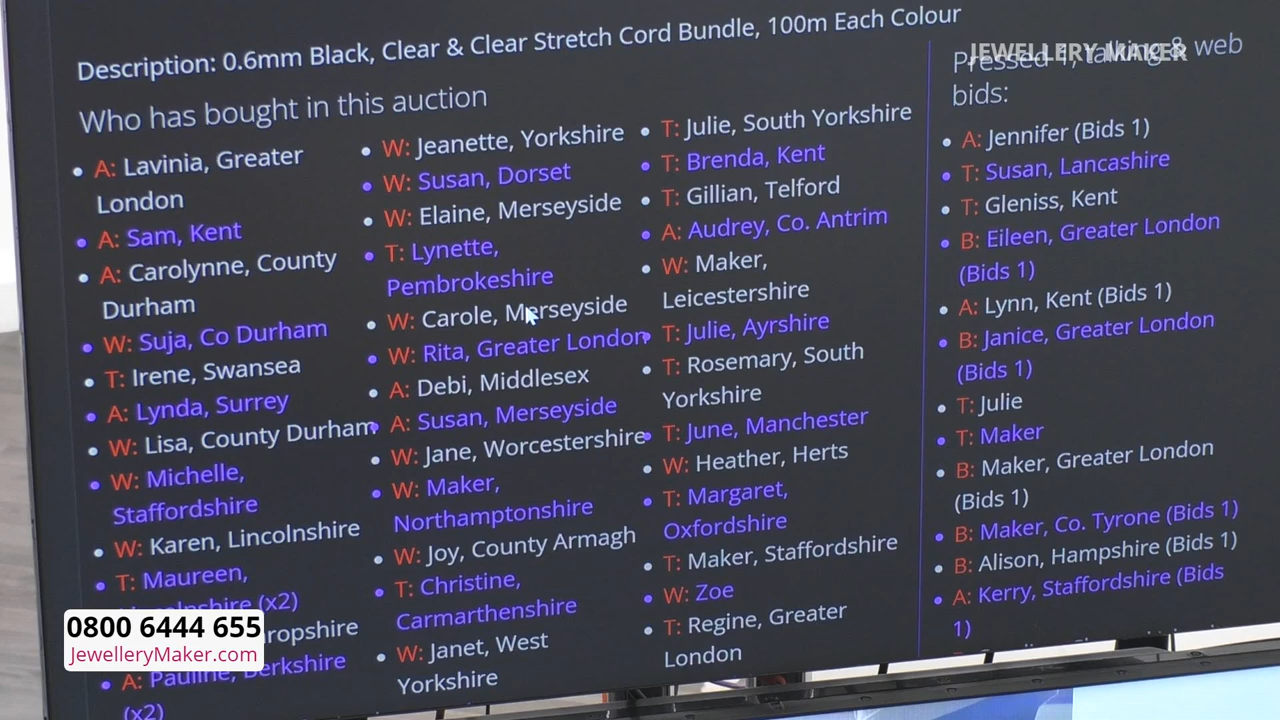 Description: 0.6mm Black, Clear & Clear Stretch Cord Bundle, 100m Each Colour
Who has bought in this auction
A: Lavinia, Greater
London
A: Sam, Kent
A: Carolynne, County
Durham
W: Suja, Co Durham
T: Irene, Swansea
A: Lynda, Surrey
W: Lisa, County Durham
W: Michelle,
Staffordshire
W: Karen, Lincolnshire
T: Maureen,
(x2)
A: Pauline, Berkshire
(x2)
W: Jeanette, Yorkshire
W: Susan, Dorset
W: Elaine, Merseyside
T: Lynette,
Pembrokeshire
W: Carole, Merseyside
W: Rita, Greater London
A: Debi, Middlesex
A: Susan, Merseyside
W: Jane, Worcestershire
W: Maker,
Northamptonshire
W: Joy, County Armagh
T: Christine,
Carmarthenshire
W: Janet, West
Yorkshire
T: Julie, South Yorkshire
T: Brenda, Kent
T: Gillian, Telford
A: Audrey, Co. Antrim
W: Maker,
Leicestershire
T: Julie, Ayrshire
T: Rosemary, South
Yorkshire
T: June, Manchester
W: Heather, Herts
T: Margaret,
Oxfordshire
T: Maker, Staffordshire
W: Zoe
T: Regine, Greater
London
JEWELLERY MAKER
Pressed 1, talking & web
bids:
A: Jennifer (Bids 1)
T: Susan, Lancashire
T: Gleniss, Kent
B: Eileen, Greater London
(Bids 1)
A: Lynn, Kent (Bids 1)
B: Janice, Greater London
(Bids 1)
T: Julie
T: Maker
B: Maker, Greater London
(Bids 1)
B: Maker, Co. Tyrone (Bids 1)
B: Alison, Hampshire (Bids 1)
A: Kerry, Staffordshire (Bids
1)
0800 6444 655
JewelleryMaker.com